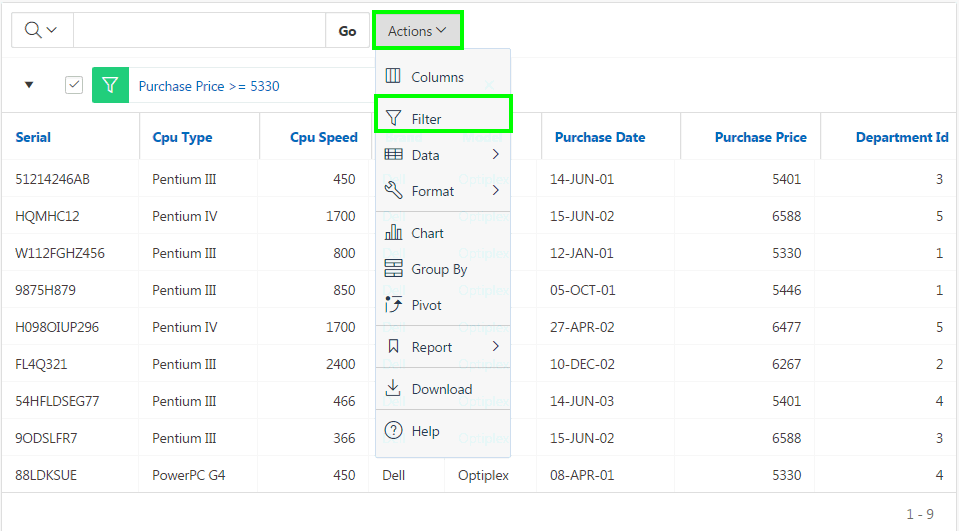 Go Actions
Purchase Price >= 5330
Columns
Filter
Data
Format
Chart
Group By
Pivot
Report
Download
Help
Serial Cpu Type Cpu Speed Purchase Date Purchase Price Department Id
51214246AB Pentium III 450 14-JUN-01 5401 3
HQMHC12 Pentium IV 1700 Dell Optiplex 15-JUN-02 6588 5
W112FGHZ456 Pentium III 800 12-JAN-01 5330 1
9875H879 Pentium III 850 Dell Optiplex 05-OCT-01 5446 1
H098OIUP296 Pentium IV 1700 Dell 27-APR-02 6477 5
FL4Q321 Pentium III 2400 10-DEC-02 6267 2
54HFLDSEG77 Pentium III 466 14-JUN-03 5401 4
9ODSLFR7 Pentium III 366 15-JUN-02 6588 3
88LDKSUE PowerPC G4 450 Dell Optiplex 08-APR-01 5330 4
1 - 9